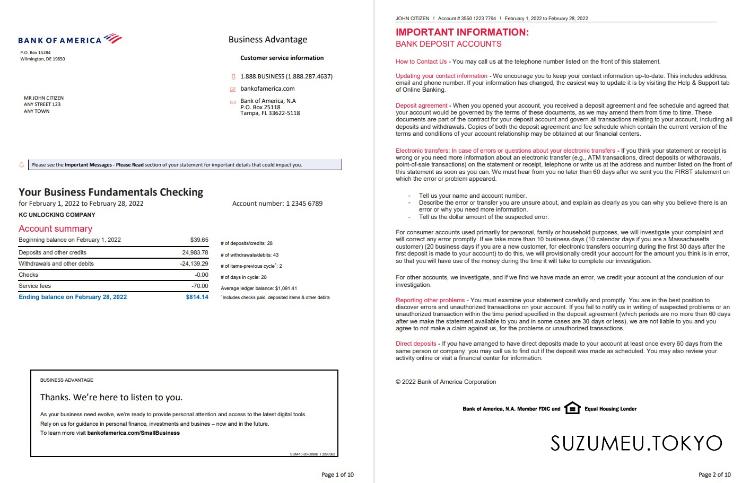 BANK OF AMERICA
P.O. Box 15284
Wilmington, DE 19850
Business Advantage
Customer service information
1.888.BUSINESS (1.888.287.4637)
bankofamerica.com
Bank of America, N.A
P.O. Box 25118
Tampa, FL 33622-5118
MR JOHN CITIZEN
ANY STREET 123
ANY TOWN
Please see the Important Messages - Please Read section of your statement for important details that could impact you.
Your Business Fundamentals Checking
for February 1, 2022 to February 28, 2022
Account number: 1 2345 6789
KC UNLOCKING COMPANY
Account summary
Beginning balance on February 1, 2022 $39.65
Deposits and other credits 24,983.78
Withdrawals and other debits -24,139.29
Checks -0.00
Service fees -70.00
Ending balance on February 28, 2022 $814.14
# of deposits/credits: 28
# of withdrawals/debits: 43
# of items-previous cycle¹: 2
# of days in cycle: 28
Average ledger balance: $1,091.41
¹Includes checks paid, deposited items & other debits
BUSINESS ADVANTAGE
Thanks. We're here to listen to you.
As your business need evolve, we're ready to provide personal attention and access to the latest digital tools
Rely on us for guidance in personal finance, investments and busines – now and in the future.
To learn more visit bankofamerica.com/SmallBusiness
Page 1 of 10
JOHN CITIZEN I Account # 3550 1223 7764 I February 1, 2022 to February 28, 2022
IMPORTANT INFORMATION:
BANK DEPOSIT ACCOUNTS
How to Contact Us - You may call us at the telephone number listed on the front of this statement.
Updating your contact information - We encourage you to keep your contact information up-to-date. This includes address,
email and phone number. If your information has changed, the easiest way to update it is by visiting the Help & Support tab
of Online Banking.
Deposit agreement - When you opened your account, you received a deposit agreement and fee schedule and agreed that
your account would be governed by the terms of these documents, as we may amend them from time to time. These
documents are part of the contract for your deposit account and govern all transactions relating to your account, including all
deposits and withdrawals. Copies of both the deposit agreement and fee schedule which contain the current version of the
terms and conditions of your account relationship may be obtained at our financial centers.
Electronic transfers: In case of errors or questions about your electronic transfers - If you think your statement or receipt is
wrong or you need more information about an electronic transfer (e.g., ATM transactions, direct deposits or withdrawals,
point-of-sale transactions) on the statement or receipt, telephone or write us at the address and number listed on the front of
this statement as soon as you can. We must hear from you no later than 60 days after we sent you the FIRST statement on
which the error or problem appeared.
- Tell us your name and account number.
- Describe the error or transfer you are unsure about, and explain as clearly as you can why you believe there is an
error or why you need more information.
- Tell us the dollar amount of the suspected error.
For consumer accounts used primarily for personal, family or household purposes, we will investigate your complaint and
will correct any error promptly. If we take more than 10 business days (10 calendar days if you are a Massachusetts
customer) (20 business days if you are a new customer, for electronic transfers occurring during the first 30 days after the
first deposit is made to your account) to do this, we will provisionally credit your account for the amount you think is in error,
so that you will have use of the money during the time it will take to complete our investigation.
For other accounts, we investigate, and if we find we have made an error, we credit your account at the conclusion of our
investigation.
Reporting other problems - You must examine your statement carefully and promptly. You are in the best position to
discover errors and unauthorized transactions on your account. If you fail to notify us in writing of suspected problems or an
unauthorized transaction within the time period specified in the deposit agreement (which periods are no more than 60 days
after we make the statement available to you and in some cases are 30 days or less), we are not liable to you and you
agree to not make a claim against us, for the problems or unauthorized transactions.
Direct deposits - If you have arranged to have direct deposits made to your account at least once every 60 days from the
same person or company you may call us to find out if the deposit was made as scheduled. You may also review your
activity online or visit a financial center for information.
© 2022 Bank of America Corporation
Bank of America, N.A. Member FDIC and Equal Housing Lender
SUZUMEU.TOKYO
Page 2 of 10